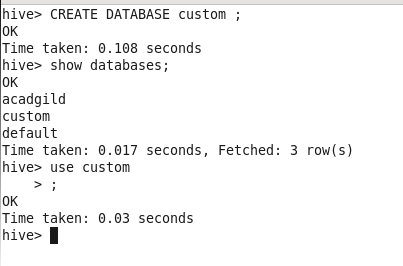 hive> CREATE DATABASE custom ;
OK
Time taken: 0.108 seconds
hive> show databases;
OK
acadgild
custom
default
Time taken: 0.017 seconds, Fetched: 3 row(s)
hive> use custom
    > ;
OK
Time taken: 0.03 seconds
hive>